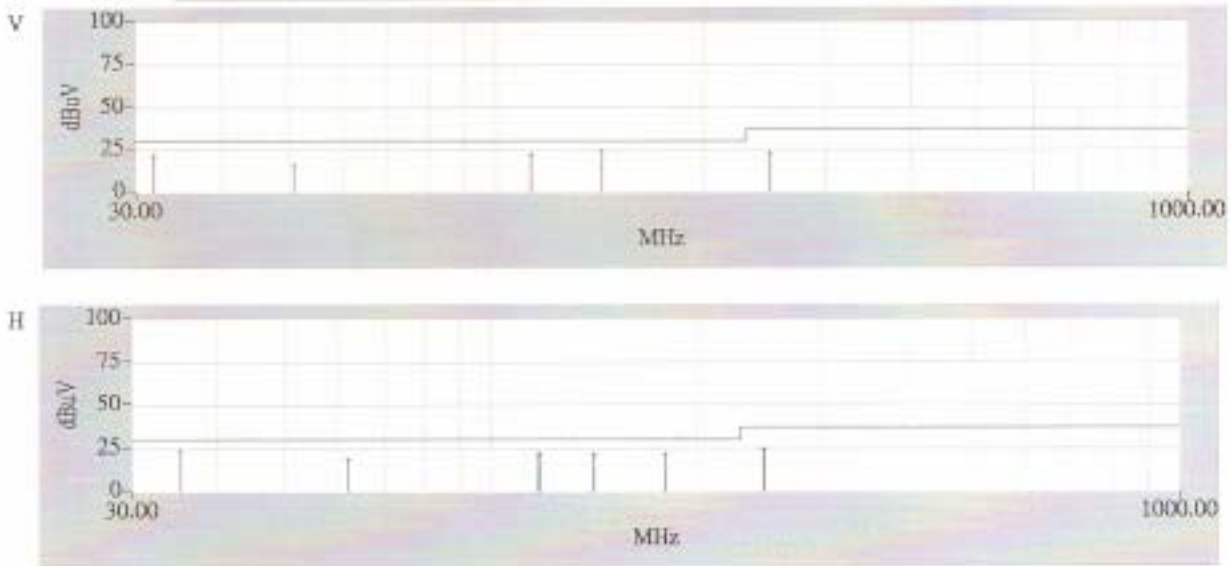 V
100-
75-
50-
25-
0-
dBuV
30.00
1000.00
MHz
H
100-
75-
50-
25-
0-
dBuV
30.00
1000.00
MHz